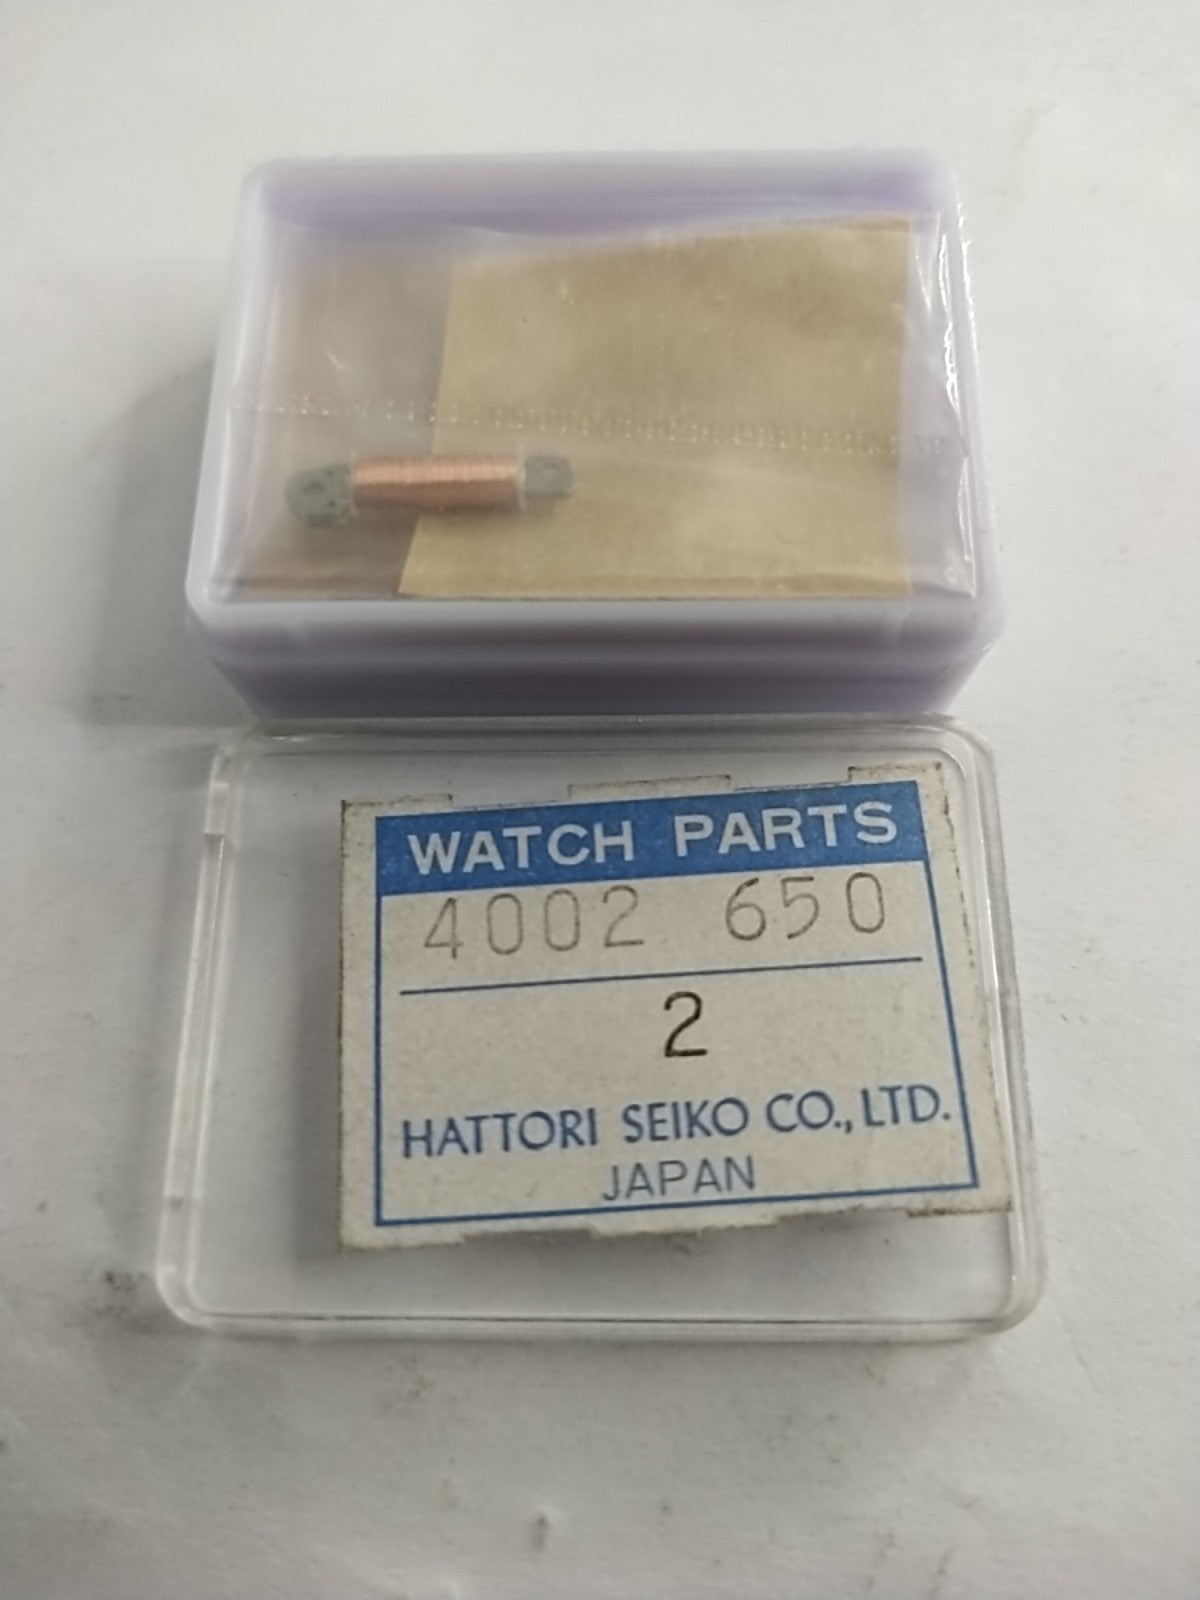 WATCH PARTS
4002 650
2
HATTORI SEIKO CO., LTD.
JAPAN